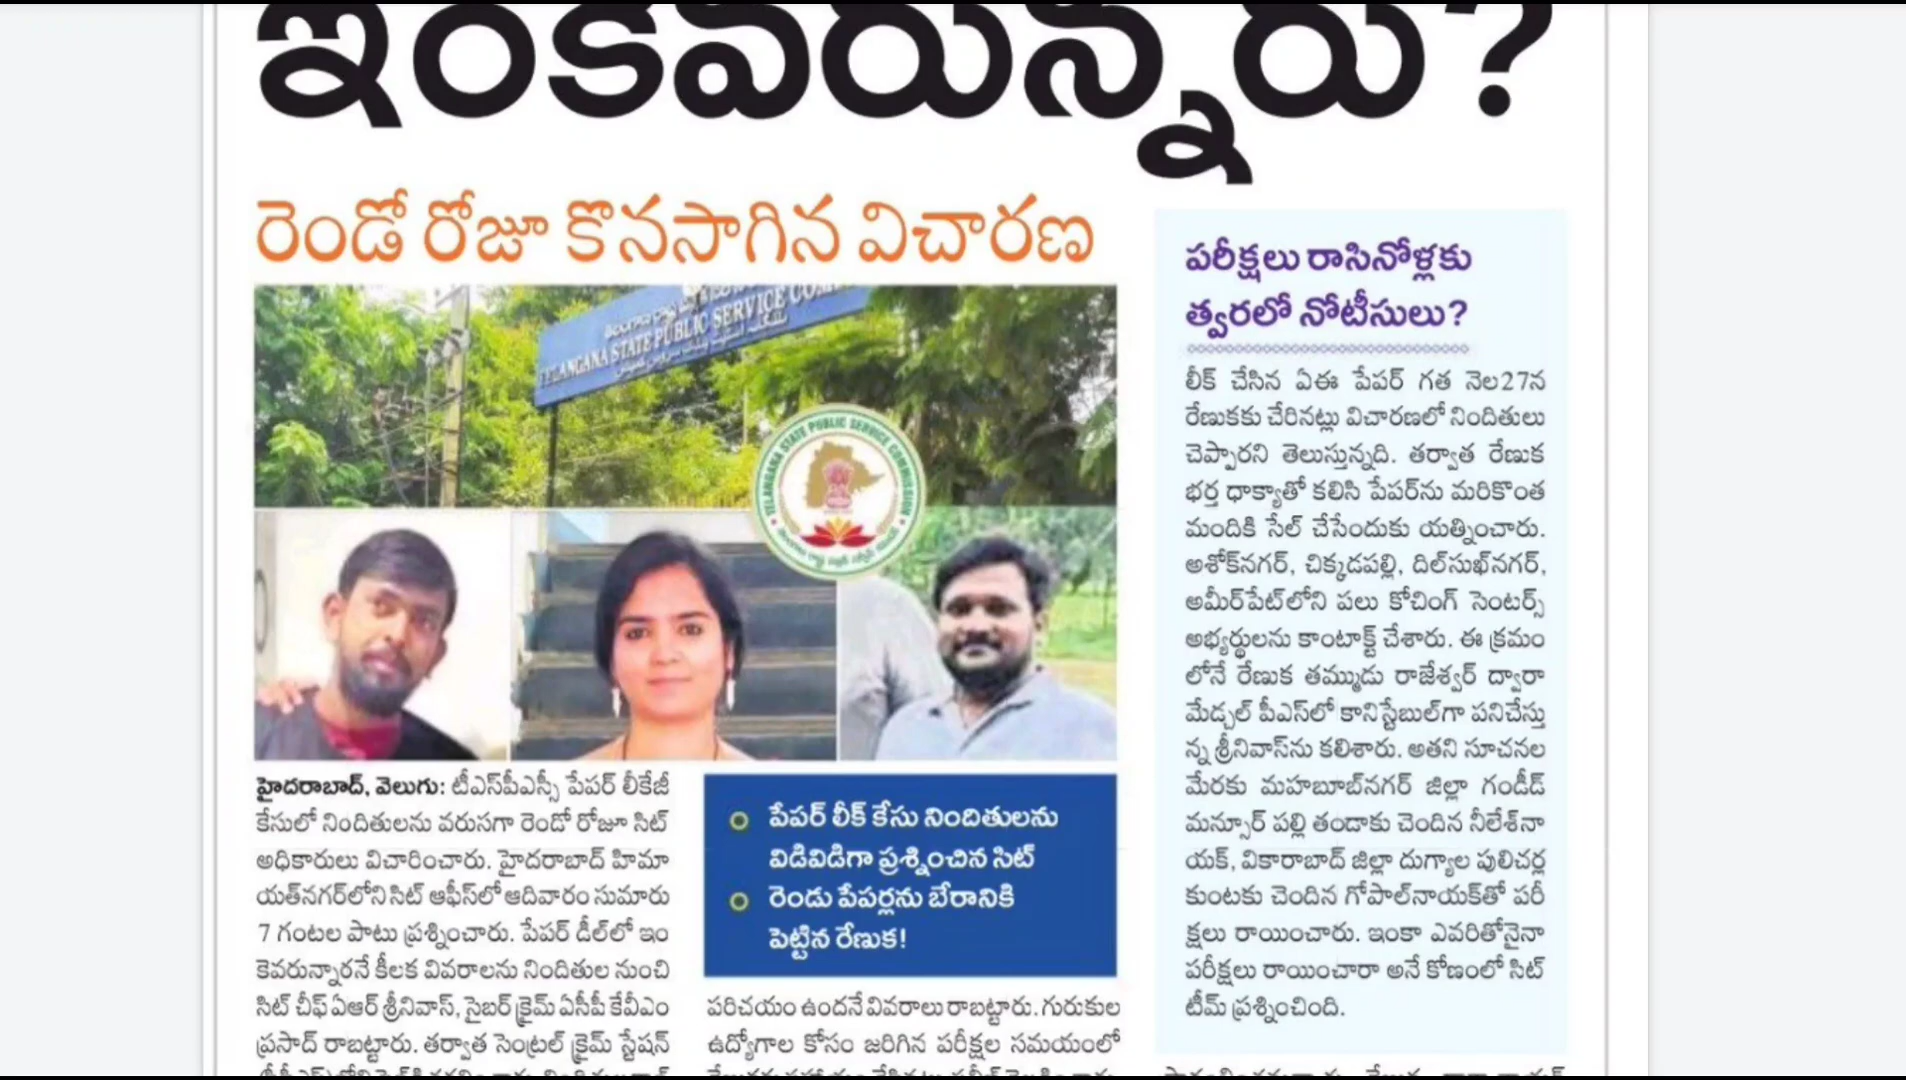 ఇంకెవరున్నారు?
రెండో రోజూ కొనసాగిన విచారణ
TELANGANA STATE PUBLIC SERVICE
TELANGANA STATE PUBLIC SERVICE COMMISSION
హైదరాబాద్, వెలుగు: టీఎస్‌పీఎస్సీ పేపర్ లీకేజీ
కేసులో నిందితులను వరుసగా రెండో రోజూ సిట్
అధికారులు విచారించారు. హైదరాబాద్ హిమా
యత్‌నగర్‌లోని సిట్ ఆఫీస్‌లో ఆదివారం సుమారు
7 గంటల పాటు ప్రశ్నించారు. పేపర్ డీల్‌లో ఇం
కెవరున్నారనే కీలక వివరాలను నిందితుల నుంచి
సిట్ చీఫ్ ఏఆర్ శ్రీనివాస్, సైబర్ క్రైమ్ ఏసీపీ కేవీఎం
ప్రసాద్ రాబట్టారు. తర్వాత సెంట్రల్ క్రైమ్ స్టేషన్
పేపర్ లీక్ కేసు నిందితులను
విడివిడిగా ప్రశ్నించిన సిట్
రెండు పేపర్లను బేరానికి
పెట్టిన రేణుక!
పరిచయం ఉందనే వివరాలు రాబట్టారు. గురుకుల
ఉద్యోగాల కోసం జరిగిన పరీక్షల సమయంలో
పరీక్షలు రాసినోళ్లకు
త్వరలో నోటీసులు?
లీక్ చేసిన ఏఈ పేపర్ గత నెల27న
రేణుకకు చేరినట్లు విచారణలో నిందితులు
చెప్పారని తెలుస్తున్నది. తర్వాత రేణుక
భర్త ధాక్యాతో కలిసి పేపర్‌ను మరికొంత
మందికి సేల్ చేసేందుకు యత్నించారు.
అశోక్‌నగర్, చిక్కడపల్లి, దిల్‌సుఖ్‌నగర్,
అమీర్‌పేట్‌లోని పలు కోచింగ్ సెంటర్స్
అభ్యర్థులను కాంటాక్ట్ చేశారు. ఈ క్రమం
లోనే రేణుక తమ్ముడు రాజేశ్వర్ ద్వారా
మేడ్చల్ పీఎస్‌లో కానిస్టేబుల్‌గా పనిచేస్తు
న్న శ్రీనివాస్‌ను కలిశారు. అతని సూచనల
మేరకు మహబూబ్‌నగర్ జిల్లా గండీడ్
మన్సూర్ పల్లి తండాకు చెందిన నీలేశ్‌నా
యక్, వికారాబాద్ జిల్లా దుగ్యాల పులిచర్ల
కుంటకు చెందిన గోపాల్‌నాయక్‌తో పరీ
క్షలు రాయించారు. ఇంకా ఎవరితోనైనా
పరీక్షలు రాయించారా అనే కోణంలో సిట్
టీమ్ ప్రశ్నించింది.